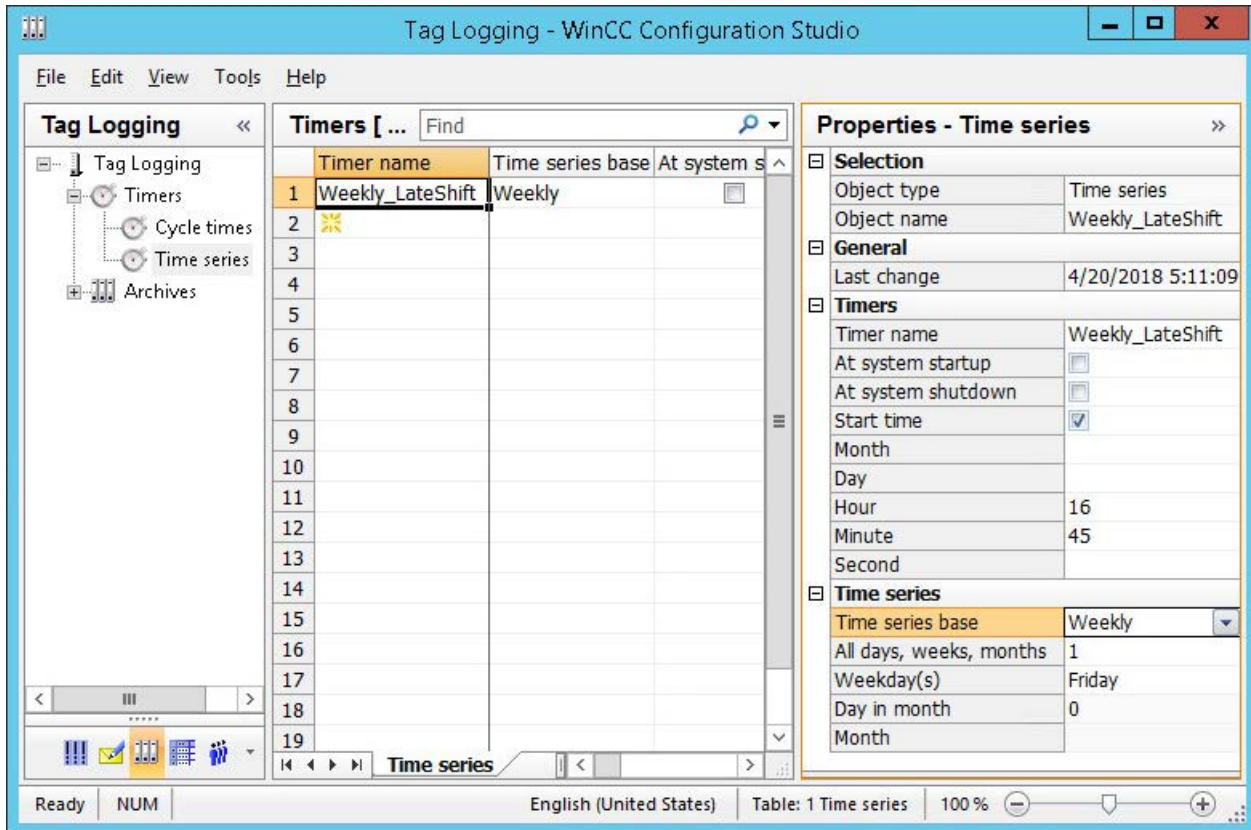 Tag Logging - WinCC Configuration Studio
File Edit View Tools Help
Tag Logging «
Tag Logging
Timers
Cycle times
Time series
Archives
Timers [ ... Find
Timer name Time series base At system s
1 Weekly_LateShift Weekly
2
3
4
5
6
7
8
9
10
11
12
13
14
15
16
17
18
19
Time series
Properties - Time series »
Selection
Object type Time series
Object name Weekly_LateShift
General
Last change 4/20/2018 5:11:09
Timers
Timer name Weekly_LateShift
At system startup
At system shutdown
Start time
Month
Day
Hour 16
Minute 45
Second
Time series
Time series base Weekly
All days, weeks, months 1
Weekday(s) Friday
Day in month 0
Month
Ready NUM English (United States) Table: 1 Time series 100 %